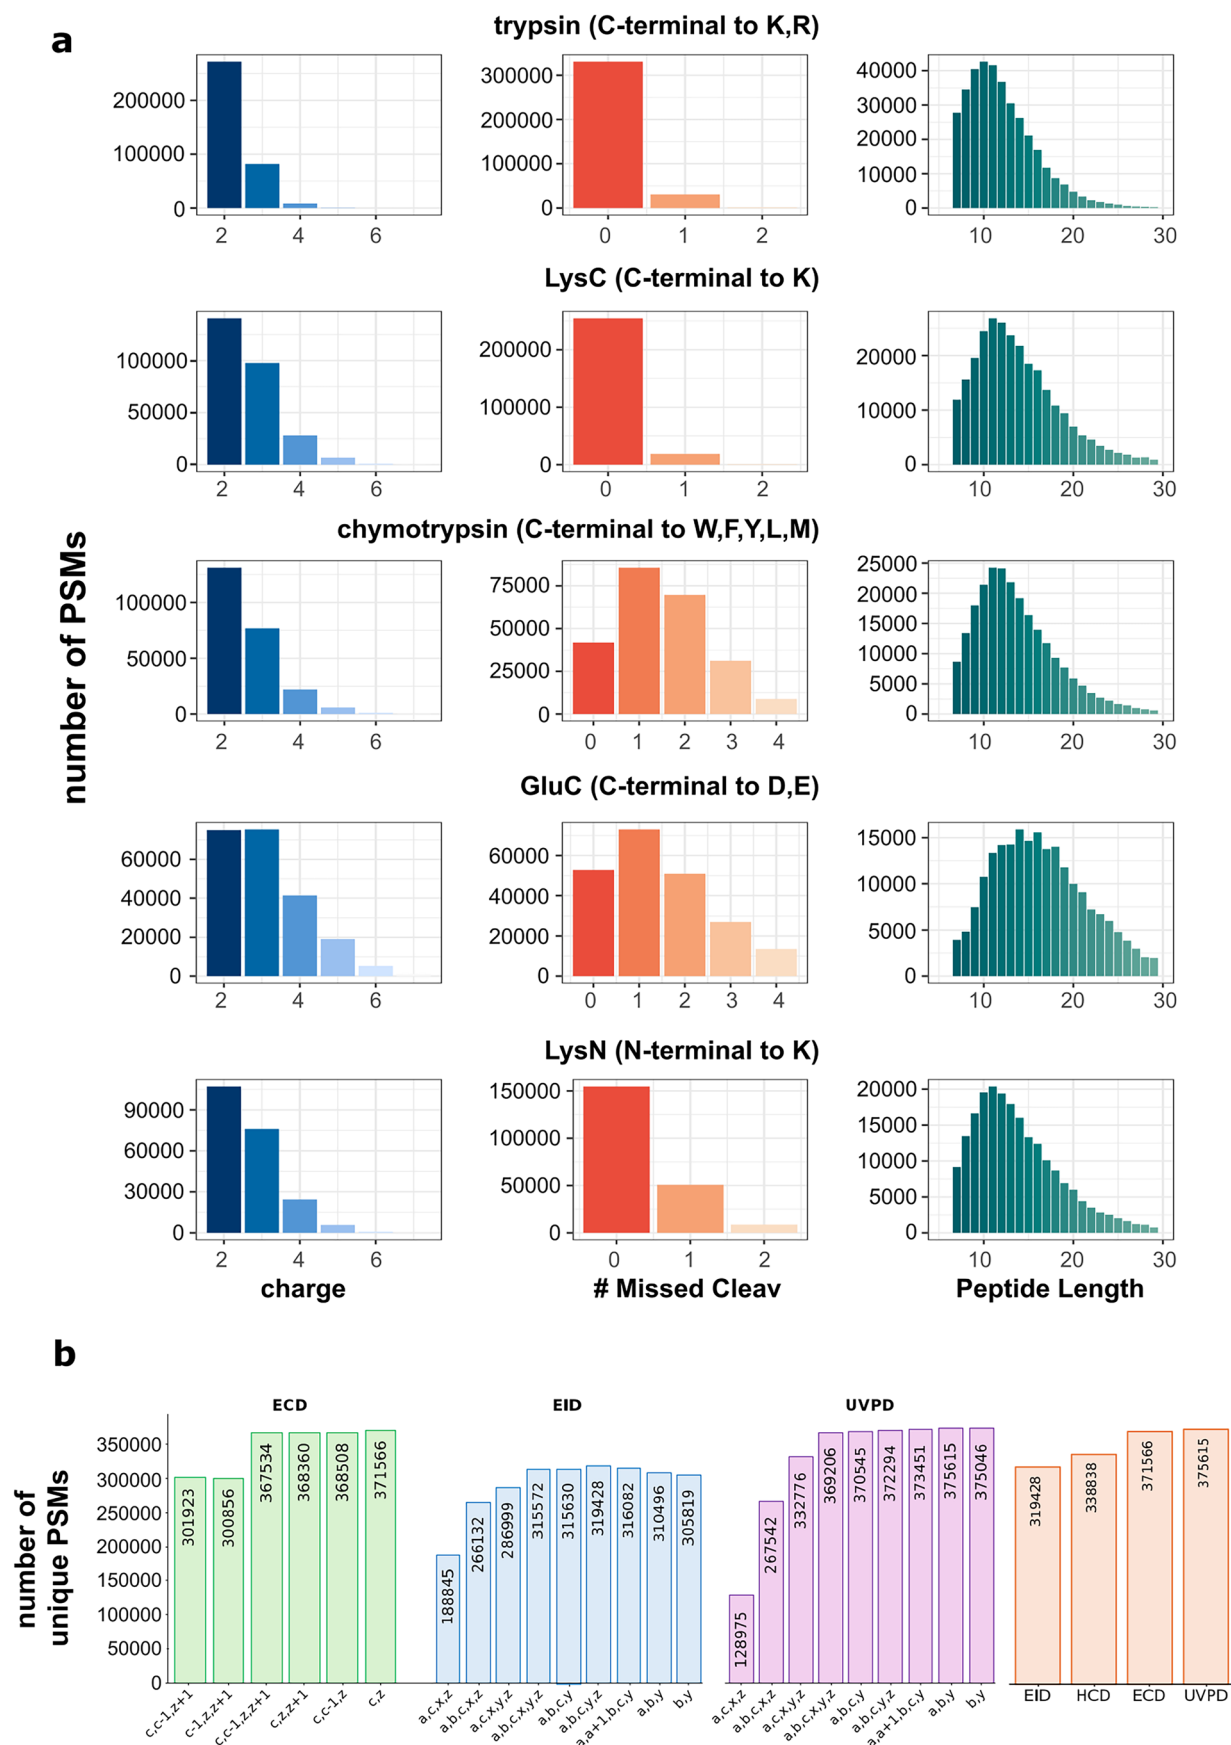 a
trypsin (C-terminal to K,R)
200000
100000
0
2 4 6
300000
200000
100000
0
0 1 2
40000
30000
20000
10000
0
10 20 30
LysC (C-terminal to K)
100000
50000
0
2 4 6
200000
100000
0
0 1 2
20000
10000
0
10 20 30
number of PSMs
chymotrypsin (C-terminal to W,F,Y,L,M)
100000
50000
0
2 4 6
75000
50000
25000
0
0 1 2 3 4
25000
20000
15000
10000
5000
0
10 20 30
GluC (C-terminal to D,E)
60000
40000
20000
0
2 4 6
60000
40000
20000
0
0 1 2 3 4
15000
10000
5000
0
10 20 30
LysN (N-terminal to K)
90000
60000
30000
0
2 4 6
charge
150000
100000
50000
0
0 1 2
# Missed Cleav
20000
15000
10000
5000
0
10 20 30
Peptide Length
b
number of
unique PSMs
350000
300000
250000
200000
150000
100000
50000
0
ECD
301923
300856
367534
368360
368508
371566
c,c-1,z,z+1
c-1,z,z+1
c,c-1,z,z+1
c,z,z+1
c,c-1,z
c,z
EID
188845
266132
286999
315572
315630
319428
316082
310496
305819
a,c,x,z
a,b,c,x,z
a,c,x,y,z
a,b,c,x,y,z
a,b,c,y
a,b,c,y,z
a,a+1,b,c,y
a,b,y
b,y
UVPD
128975
267542
332776
369206
370545
372294
373451
375615
375046
a,c,x,z
a,b,c,x,z
a,c,x,y,z
a,b,c,x,y,z
a,b,c,y
a,b,c,y,z
a,a+1,b,c,y
a,b,y
b,y
319428
338838
371566
375615
EID HCD ECD UVPD